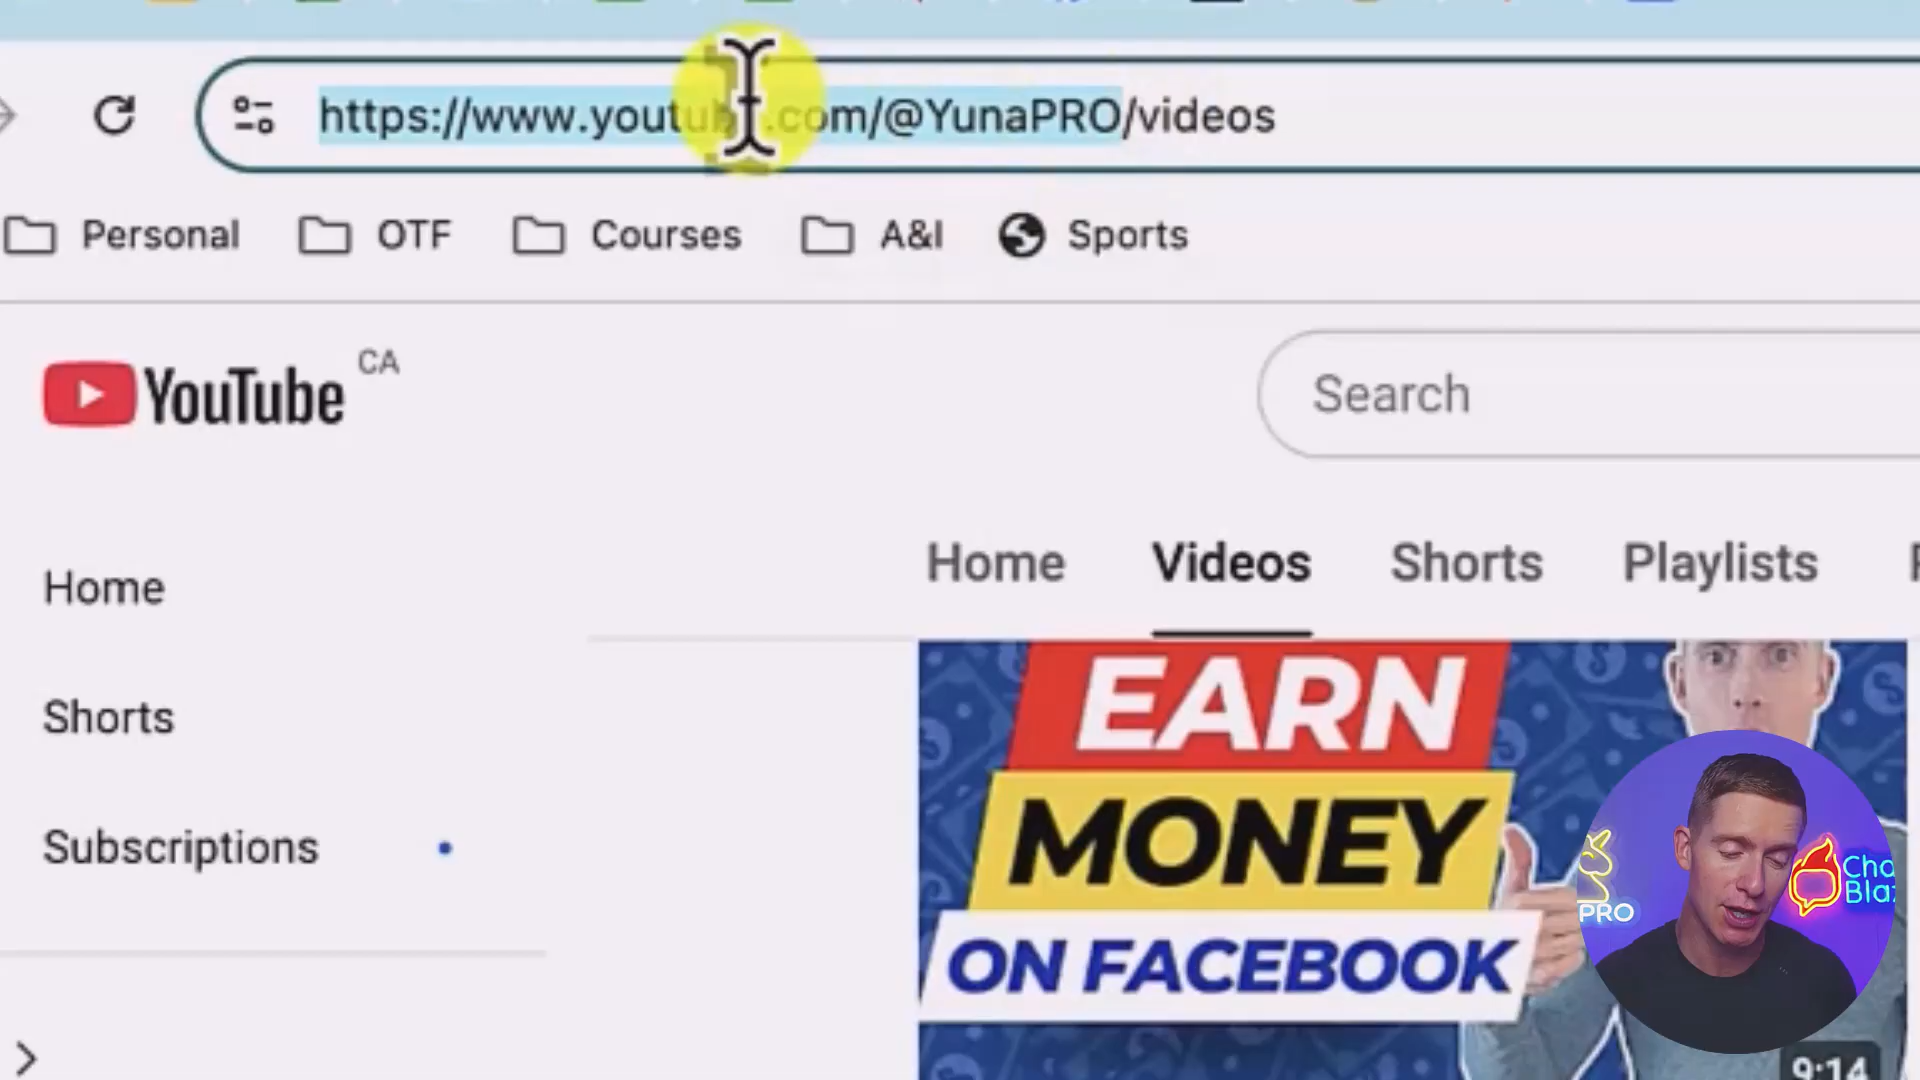 https://www.youtube.com/@YunaPRO/videos
Personal
OTF
Courses
A&I
Sports
YouTube CA
Search
Home
Videos
Shorts
Playlists
Home
Shorts
Subscriptions
EARN
MONEY
ON FACEBOOK
PRO
9:14